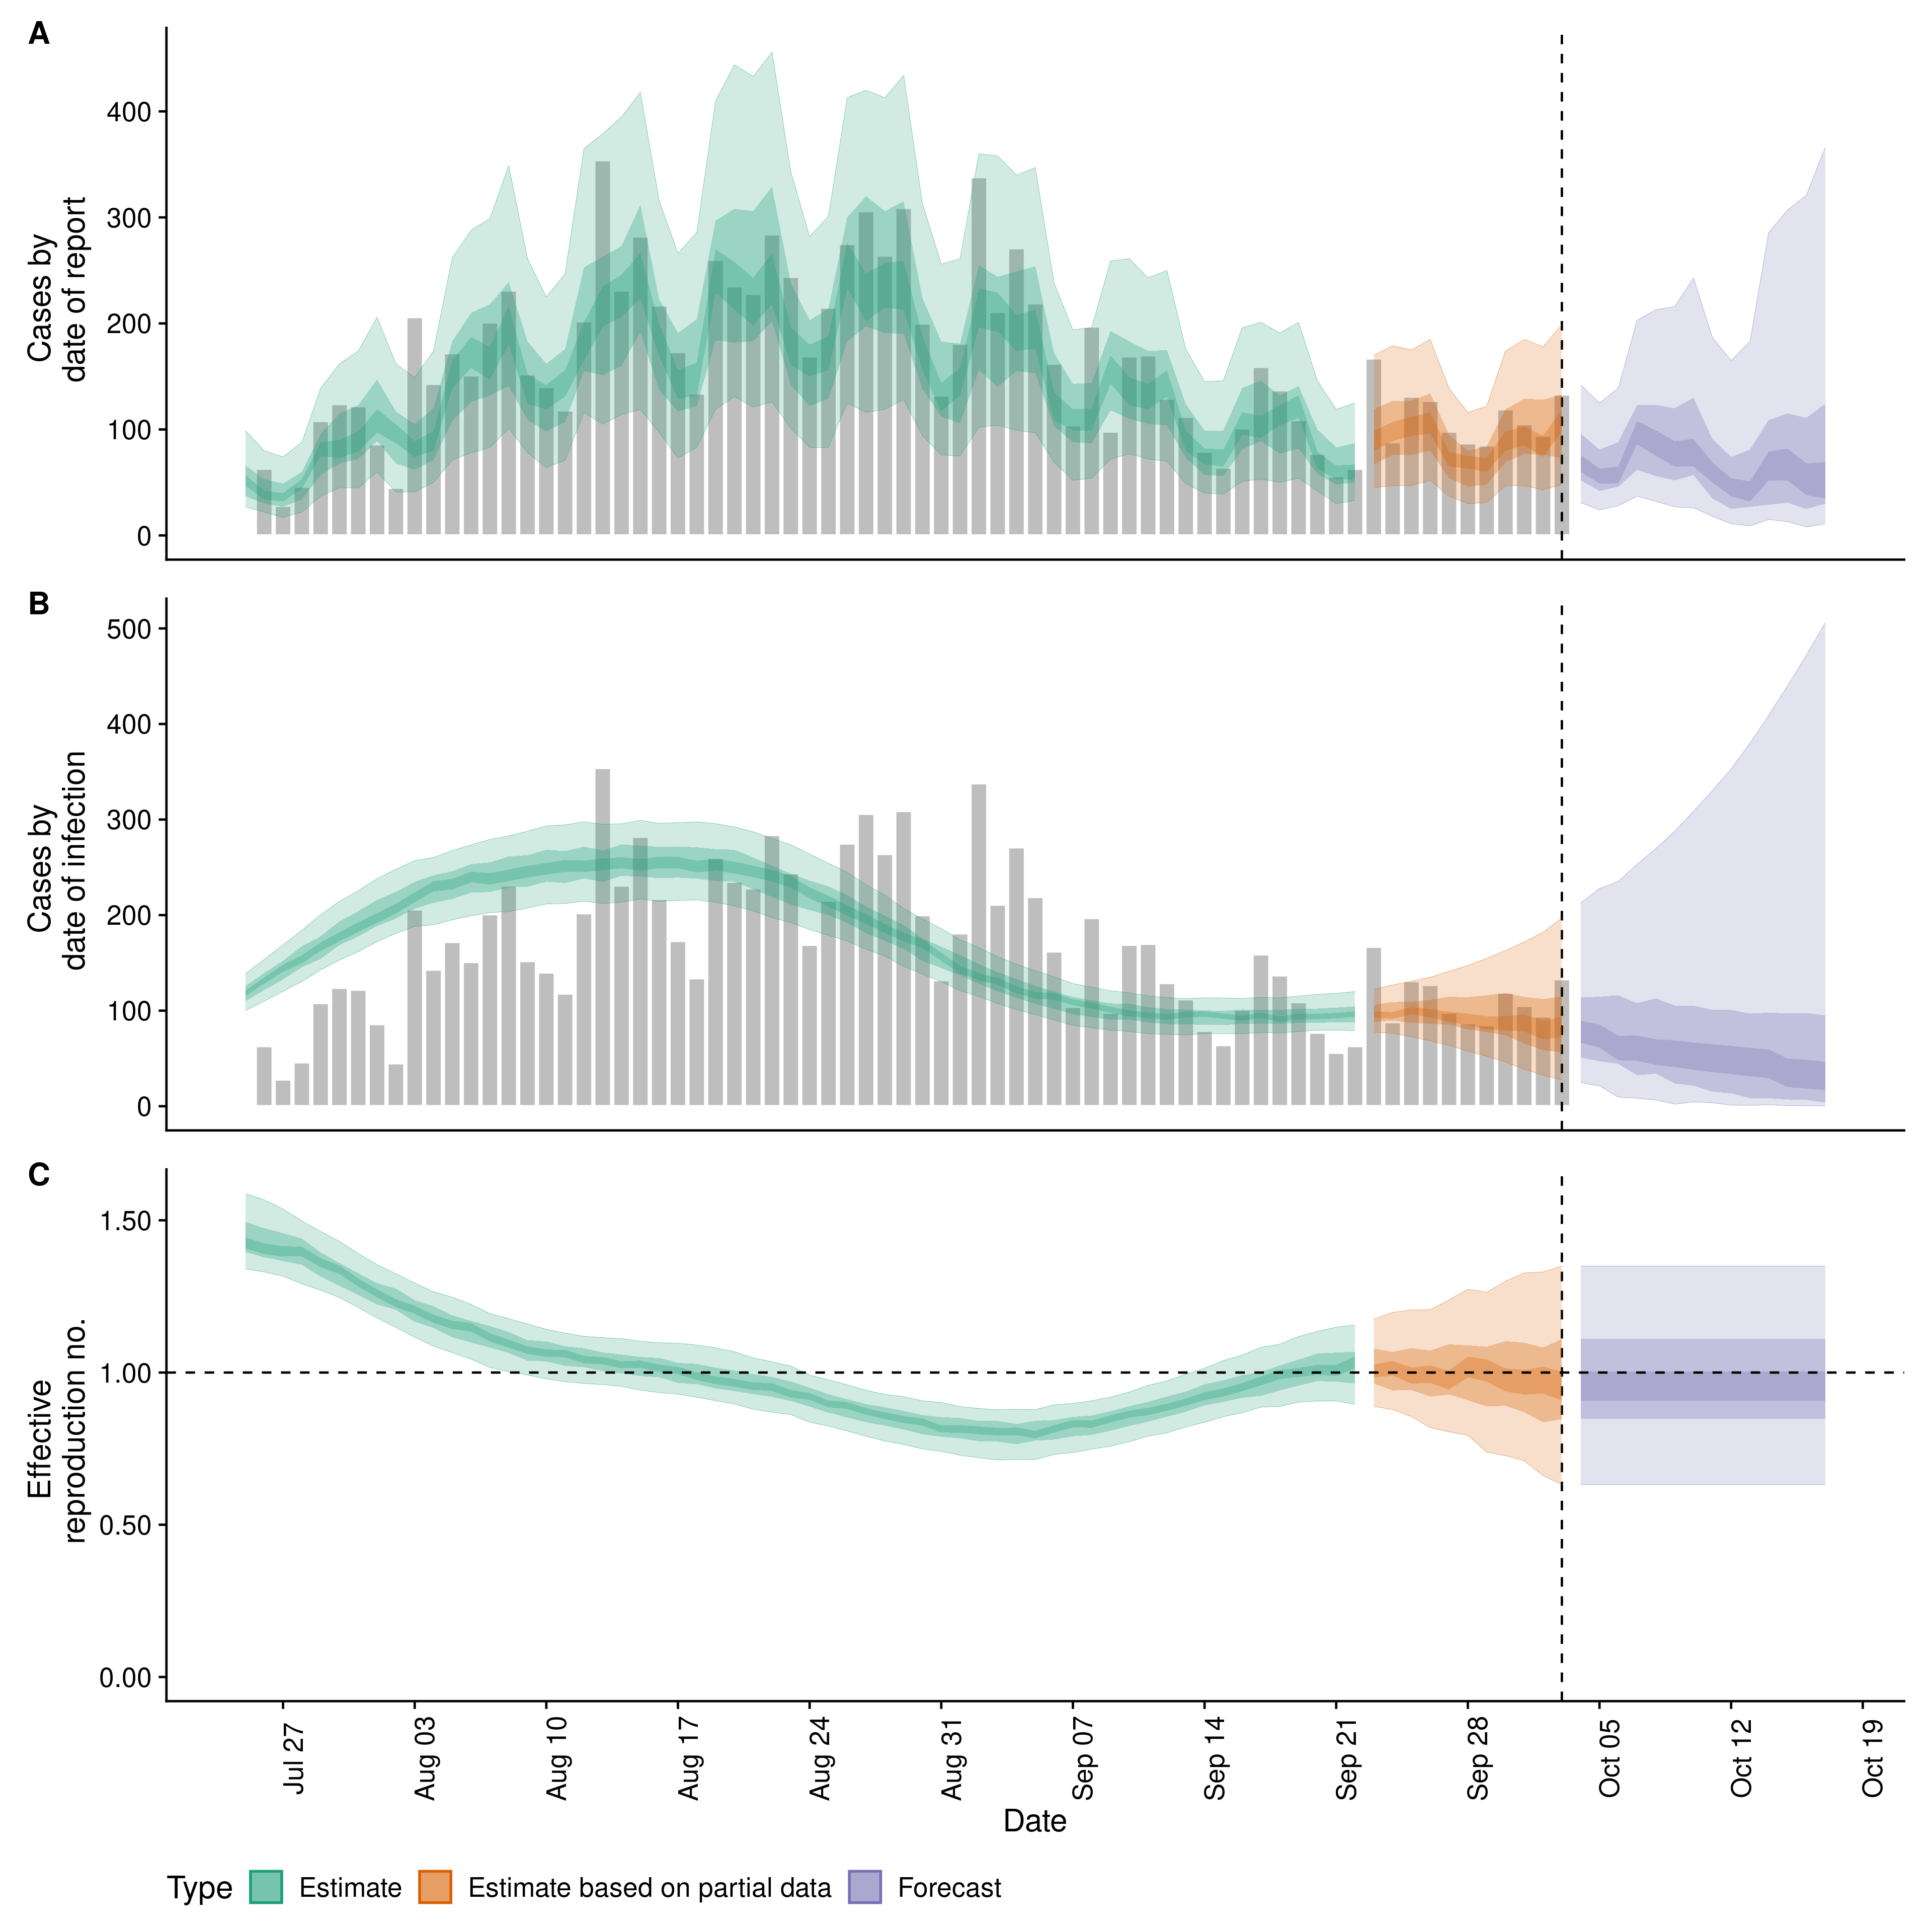 A
Cases by
date of report
400
300
200
100
0
B
Cases by
date of infection
500
400
300
200
100
0
C
Effective
reproduction no.
1.50
1.00
0.50
0.00
Jul 27
Aug 03
Aug 10
Aug 17
Aug 24
Aug 31
Sep 07
Sep 14
Sep 21
Sep 28
Oct 05
Oct 12
Oct 19
Date
Type Estimate Estimate based on partial data Forecast